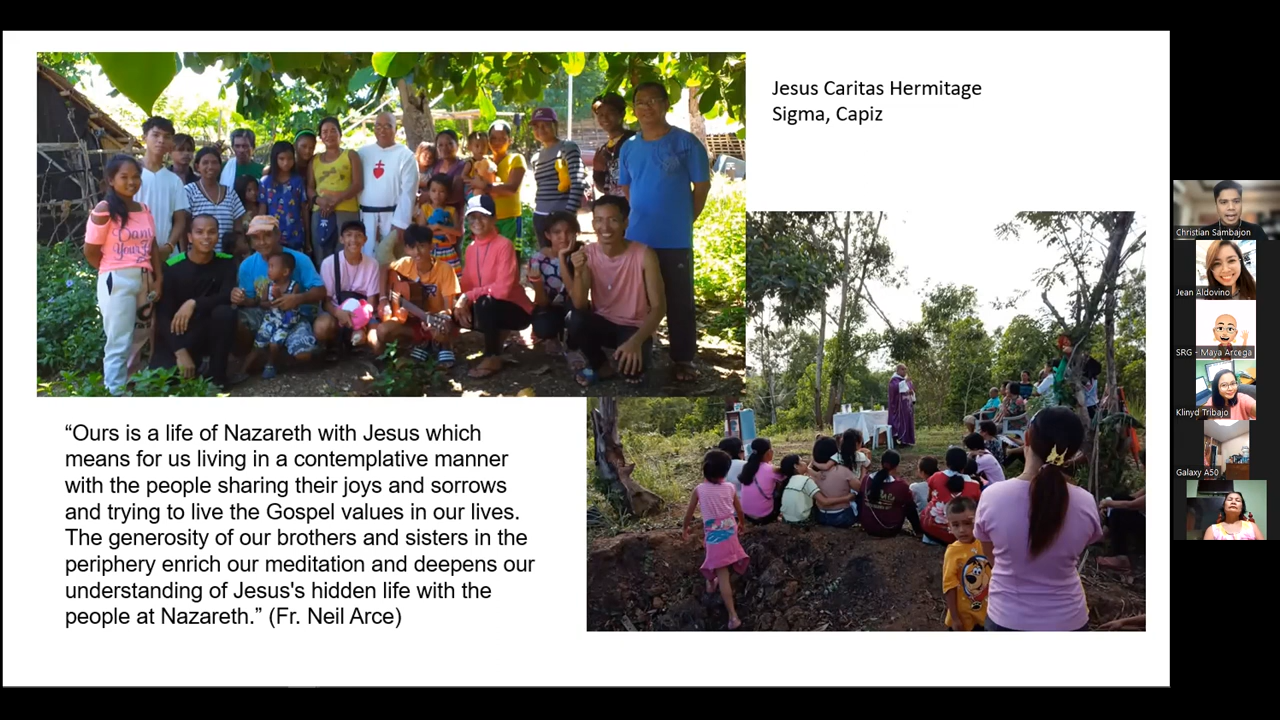 Jesus Caritas Hermitage
Sigma, Capiz
“Ours is a life of Nazareth with Jesus which
means for us living in a contemplative manner
with the people sharing their joys and sorrows
and trying to live the Gospel values in our lives.
The generosity of our brothers and sisters in the
periphery enrich our meditation and deepens our
understanding of Jesus's hidden life with the
people at Nazareth.” (Fr. Neil Arce)
Christian Sambajon
Jean Aldovino
SRG - Maya Arcega
Klinyd Tribajo
Galaxy A50